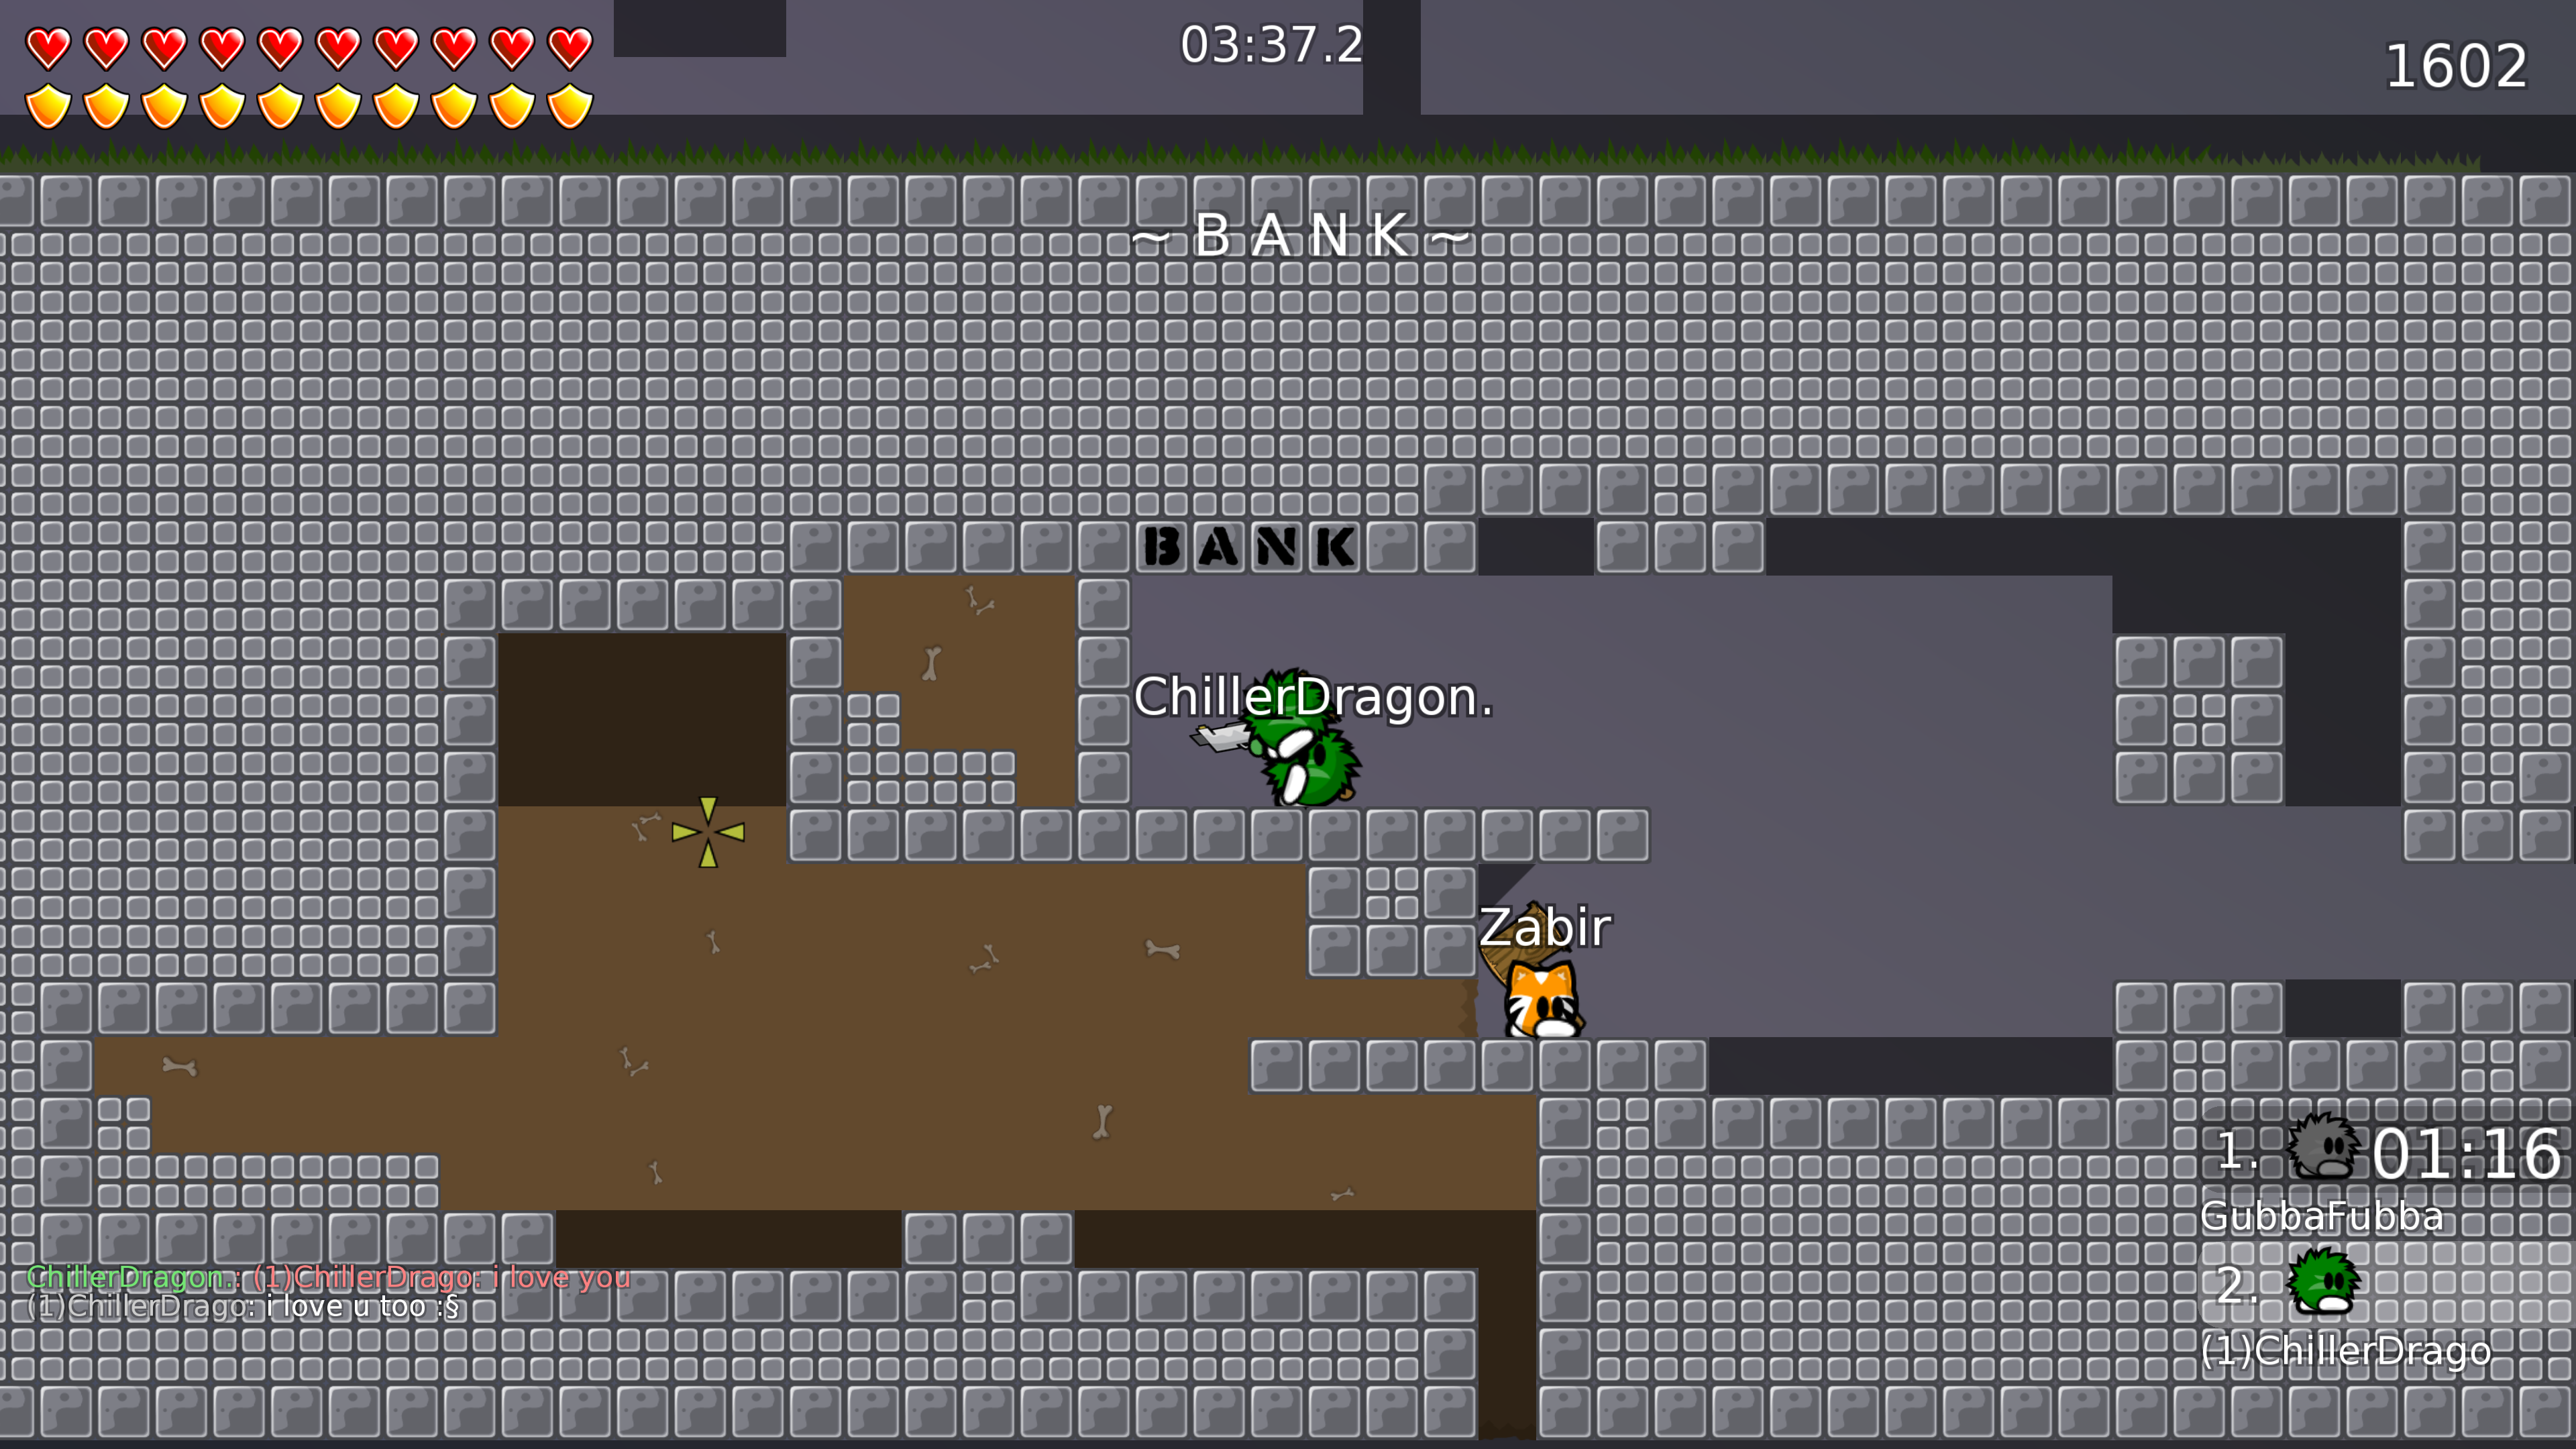 03:37.2
1602
~ B A N K ~
BANK
ChillerDragon.
Zabir
1. 01:16
GubbaFubba
2.
(1)ChillerDrago
ChillerDragon.: (1)ChillerDrago: i love you
(1)ChillerDrago: i love u too :§